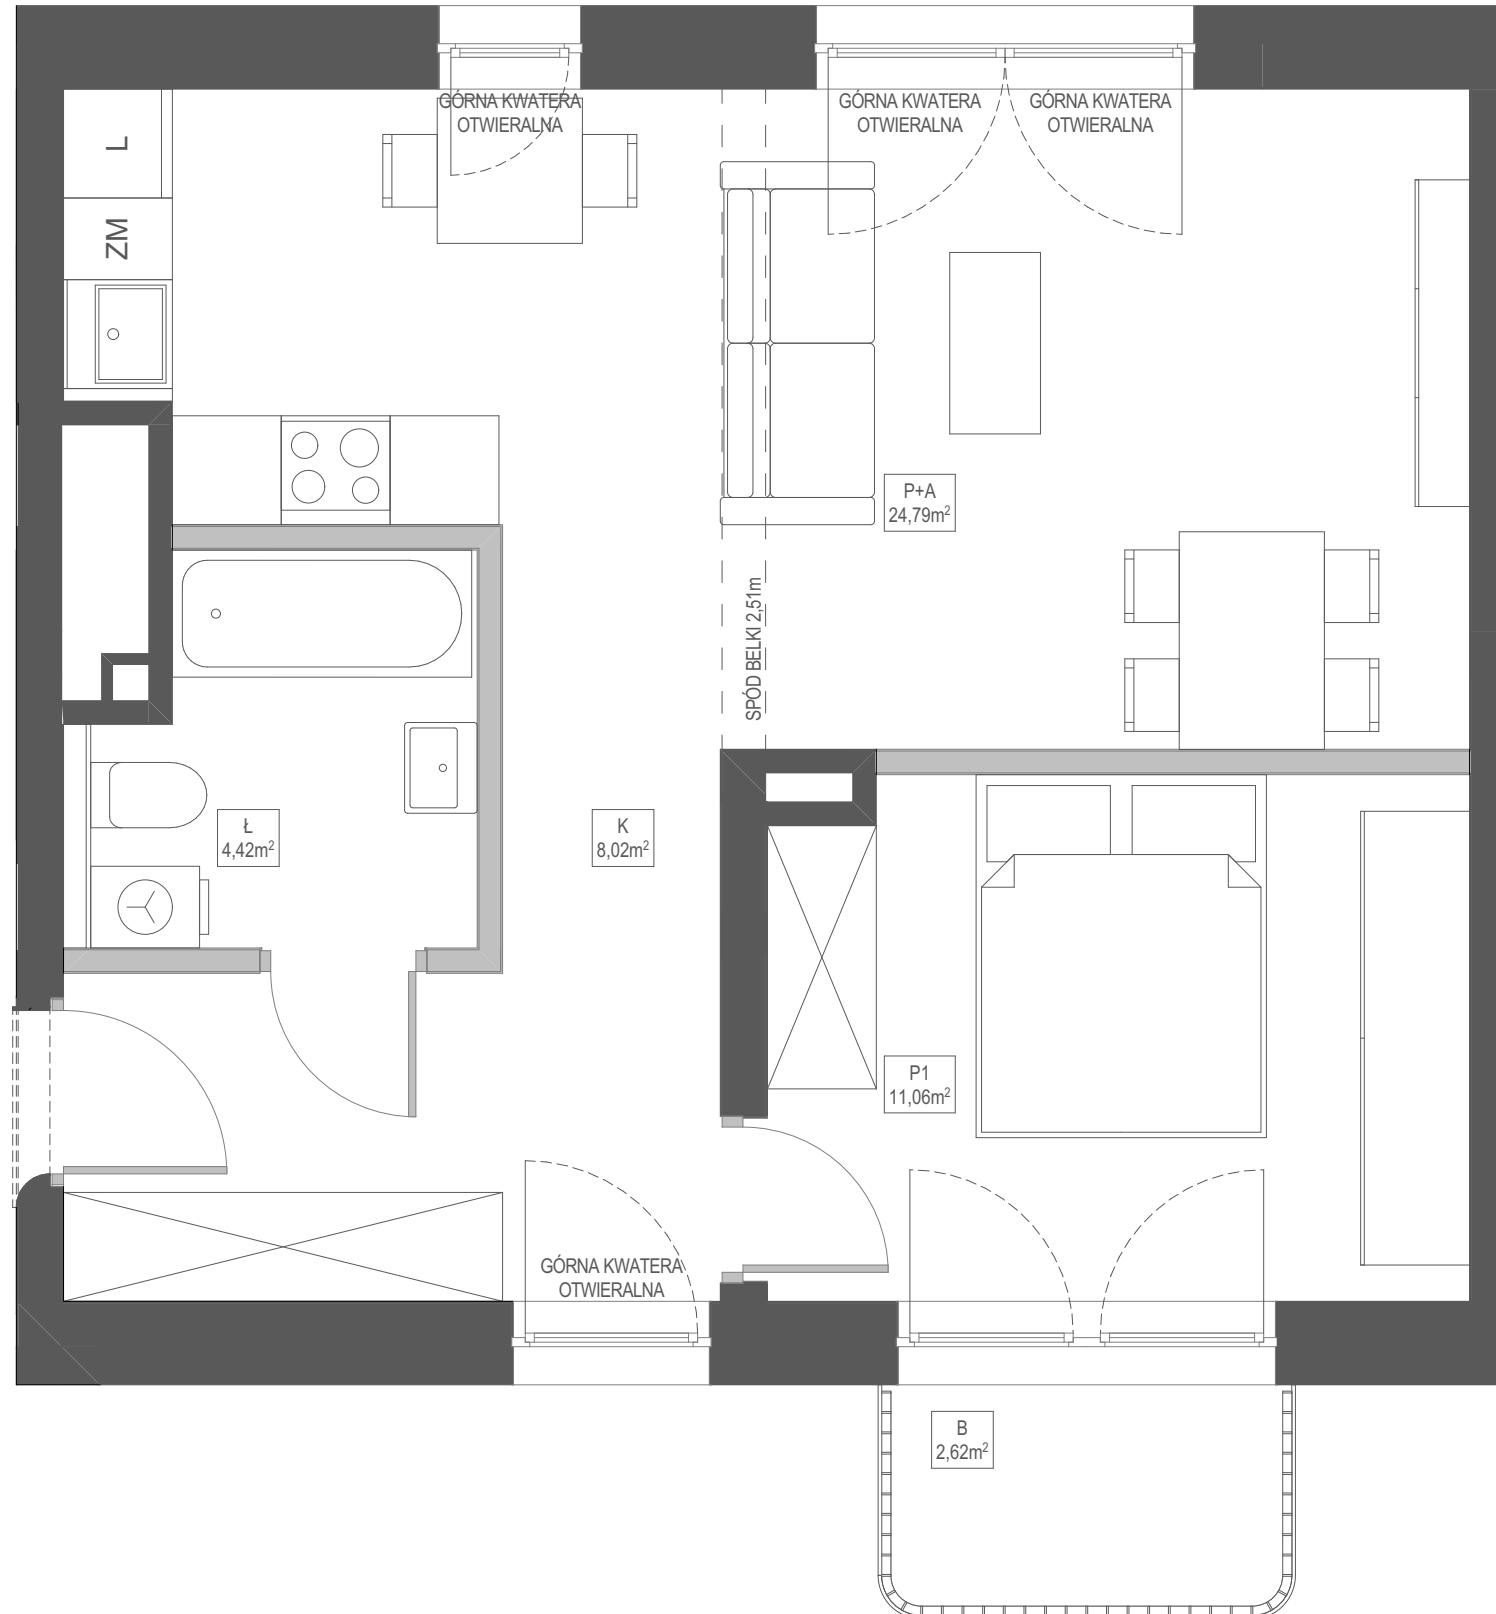 GÓRNA KWATERA
OTWIERALNA
GÓRNA KWATERA
OTWIERALNA
GÓRNA KWATERA
OTWIERALNA
L
ZM
P+A
24,79m²
SPÓD BELKI 2,51m
Ł
4,42m²
K
8,02m²
P1
11,06m²
GÓRNA KWATERA
OTWIERALNA
B
2,62m²